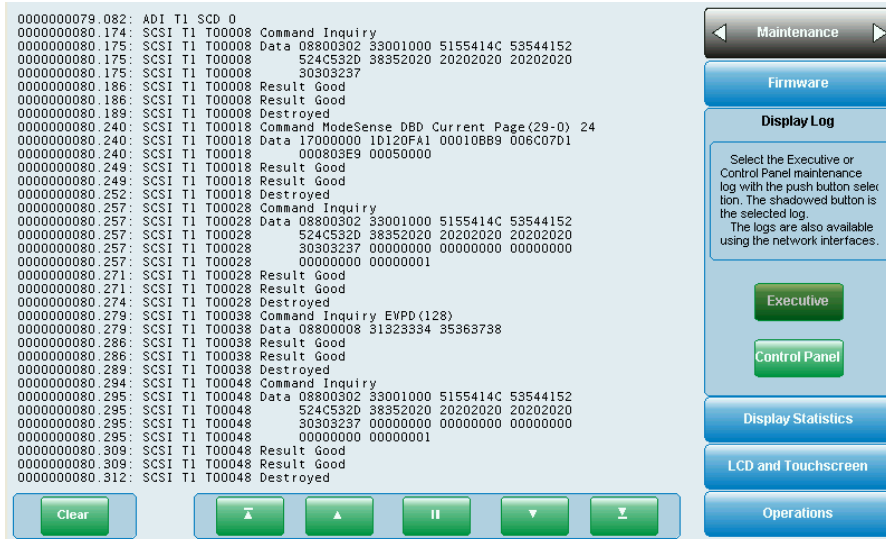 0000000079.082: ADI T1 SCD 0
0000000080.174: SCSI T1 T00008 Command Inquiry
0000000080.175: SCSI T1 T00008 Data 08800302 33001000 5155414C 53544152
0000000080.175: SCSI T1 T00008 524C532D 38352020 20202020 20202020
0000000080.175: SCSI T1 T00008 30303237
0000000080.186: SCSI T1 T00008 Result Good
0000000080.186: SCSI T1 T00008 Result Good
0000000080.189: SCSI T1 T00008 Destroyed
0000000080.240: SCSI T1 T00018 Command ModeSense DBD Current Page(29-0) 24
0000000080.240: SCSI T1 T00018 Data 17000000 1D120FA1 00010BB9 006C07D1
0000000080.240: SCSI T1 T00018 000803E9 00050000
0000000080.249: SCSI T1 T00018 Result Good
0000000080.249: SCSI T1 T00018 Result Good
0000000080.252: SCSI T1 T00018 Destroyed
0000000080.257: SCSI T1 T00028 Command Inquiry
0000000080.257: SCSI T1 T00028 Data 08800302 33001000 5155414C 53544152
0000000080.257: SCSI T1 T00028 524C532D 38352020 20202020 20202020
0000000080.257: SCSI T1 T00028 30303237 00000000 00000000 00000000
0000000080.257: SCSI T1 T00028 00000000 00000001
0000000080.271: SCSI T1 T00028 Result Good
0000000080.271: SCSI T1 T00028 Result Good
0000000080.274: SCSI T1 T00028 Destroyed
0000000080.279: SCSI T1 T00038 Command Inquiry EVPD(128)
0000000080.279: SCSI T1 T00038 Data 08800008 31323334 35363738
0000000080.286: SCSI T1 T00038 Result Good
0000000080.286: SCSI T1 T00038 Result Good
0000000080.289: SCSI T1 T00038 Destroyed
0000000080.294: SCSI T1 T00048 Command Inquiry
0000000080.295: SCSI T1 T00048 Data 08800302 33001000 5155414C 53544152
0000000080.295: SCSI T1 T00048 524C532D 38352020 20202020 20202020
0000000080.295: SCSI T1 T00048 30303237 00000000 00000000 00000000
0000000080.295: SCSI T1 T00048 00000000 00000001
0000000080.309: SCSI T1 T00048 Result Good
0000000080.309: SCSI T1 T00048 Result Good
0000000080.312: SCSI T1 T00048 Destroyed
Clear
Maintenance
Firmware
Display Log
Select the Executive or
Control Panel maintenance
log with the push button selec
tion. The shadowed button is
the selected log.
The logs are also available
using the network interfaces.
Executive
Control Panel
Display Statistics
LCD and Touchscreen
Operations